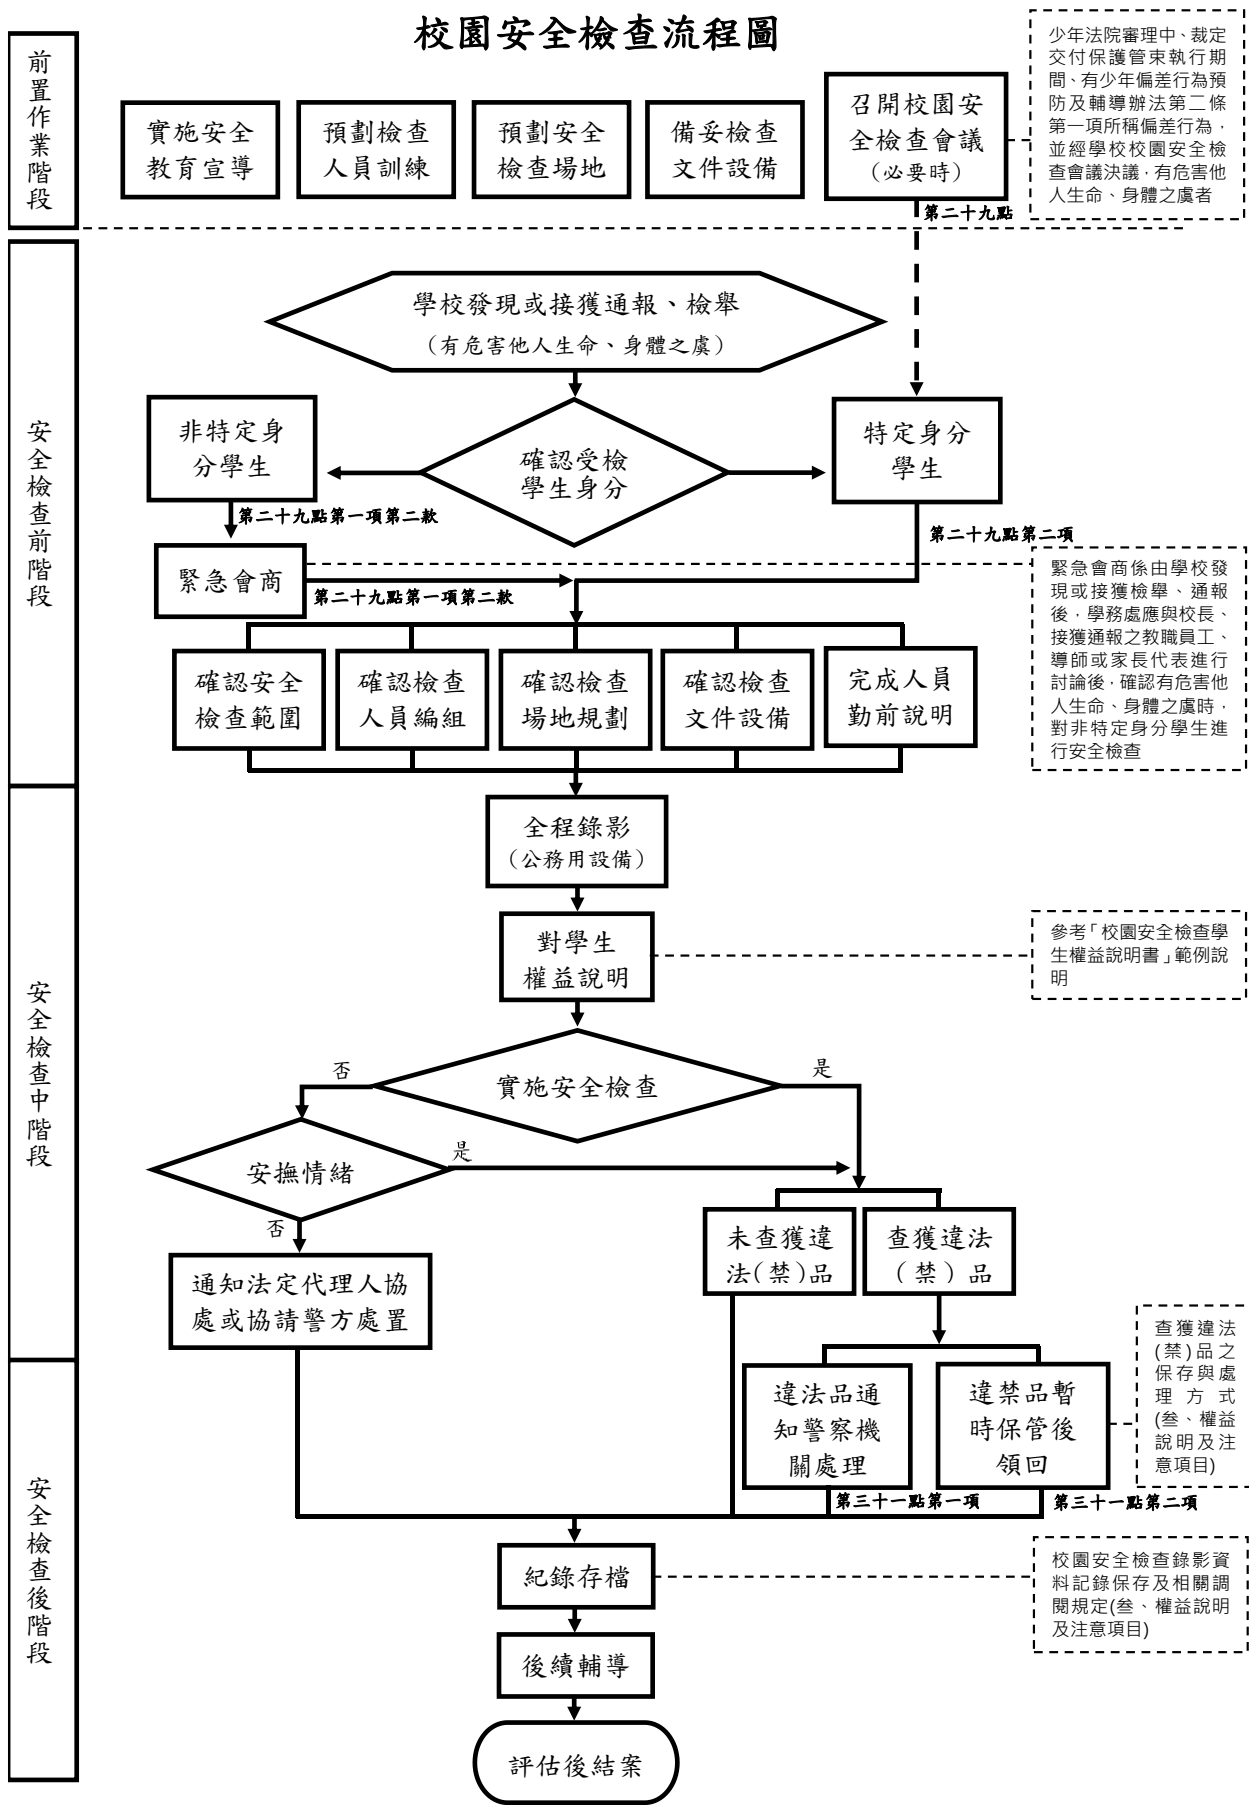 校園安全檢查流程圖
前置作業階段
實施安全
教育宣導
預劃檢查
人員訓練
預劃安全
檢查場地
備妥檢查
文件設備
召開校園安
全檢查會議
(必要時)
第二十九點
少年法院審理中、裁定
交付保護管束執行期
間、有少年偏差行為預
防及輔導辦法第二條
第一項所稱偏差行為，
並經學校校園安全檢
查會議決議，有危害他
人生命、身體之虞者
安全檢查前階段
學校發現或接獲通報、檢舉
(有危害他人生命、身體之虞)
非特定身
分學生
確認受檢
學生身分
特定身分
學生
第二十九點第一項第二款
第二十九點第二項
緊急會商
第二十九點第一項第二款
緊急會商係由學校發
現或接獲檢舉、通報
後，學務處應與校長、
接獲通報之教職員工、
導師或家長代表進行
討論後，確認有危害他
人生命、身體之虞時，
對非特定身分學生進
行安全檢查
確認安全
檢查範圍
確認檢查
人員編組
確認檢查
場地規劃
確認檢查
文件設備
完成人員
勤前說明
安全檢查中階段
全程錄影
(公務用設備)
對學生
權益說明
參考「校園安全檢查學
生權益說明書」範例說
明
實施安全檢查
否
是
安撫情緒
是
否
通知法定代理人協
處或協請警方處置
未查獲違
法(禁)品
查獲違法
(禁)品
安全檢查後階段
違法品通
知警察機
關處理
違禁品暫
時保管後
領回
查獲違法
(禁)品之
保存與處
理方式
(叁、權益
說明及注
意項目)
第三十一點第一項
第三十一點第二項
紀錄存檔
校園安全檢查錄影資
料記錄保存及相關調
閱規定(叁、權益說明
及注意項目)
後續輔導
評估後結案